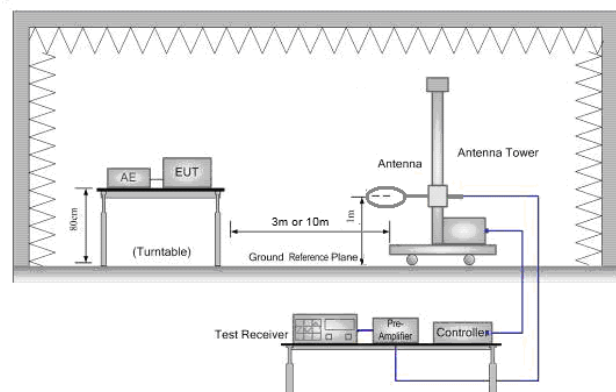 AE
EUT
Antenna
Antenna Tower
80cm
3m or 10m
1m
(Turntable)
Ground Reference Plane
Test Receiver
Pre-
Amplifier
Controller